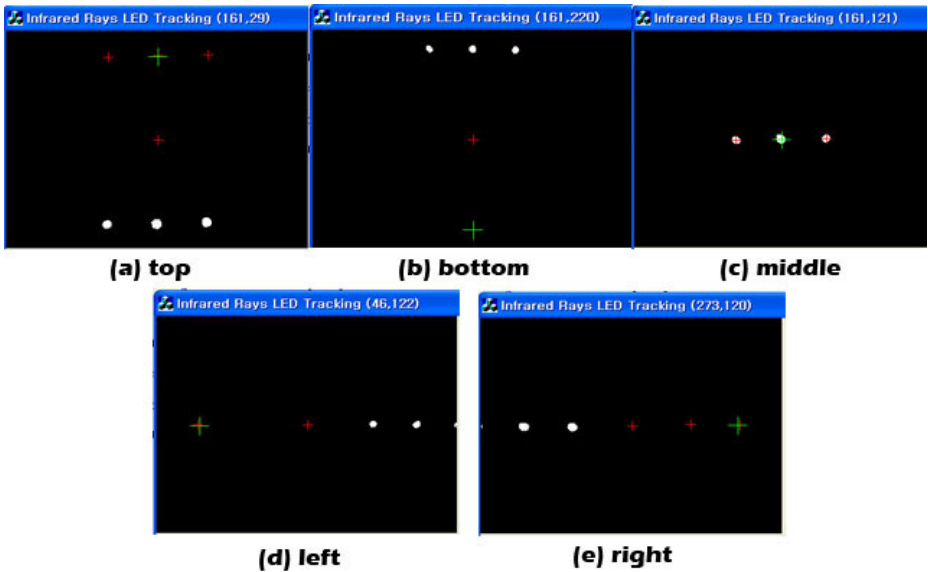 Infrared Rays LED Tracking (161,29)
Infrared Rays LED Tracking (161,220)
Infrared Rays LED Tracking (161,121)
(a) top
(b) bottom
(c) middle
Infrared Rays LED Tracking (46,122)
Infrared Rays LED Tracking (273,120)
(d) left
(e) right